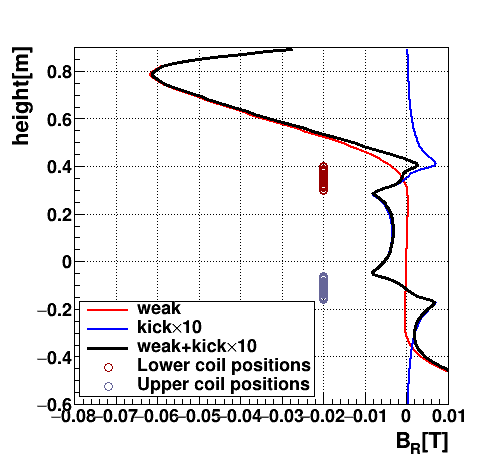 height[m]
0.8
0.6
0.4
0.2
0
−0.2
−0.4
−0.6
weak
kick×10
weak+kick×10
Lower coil positions
Upper coil positions
−0.08 −0.07 −0.06 −0.05 −0.04 −0.03 −0.02 −0.01 0 0.01
B_R[T]